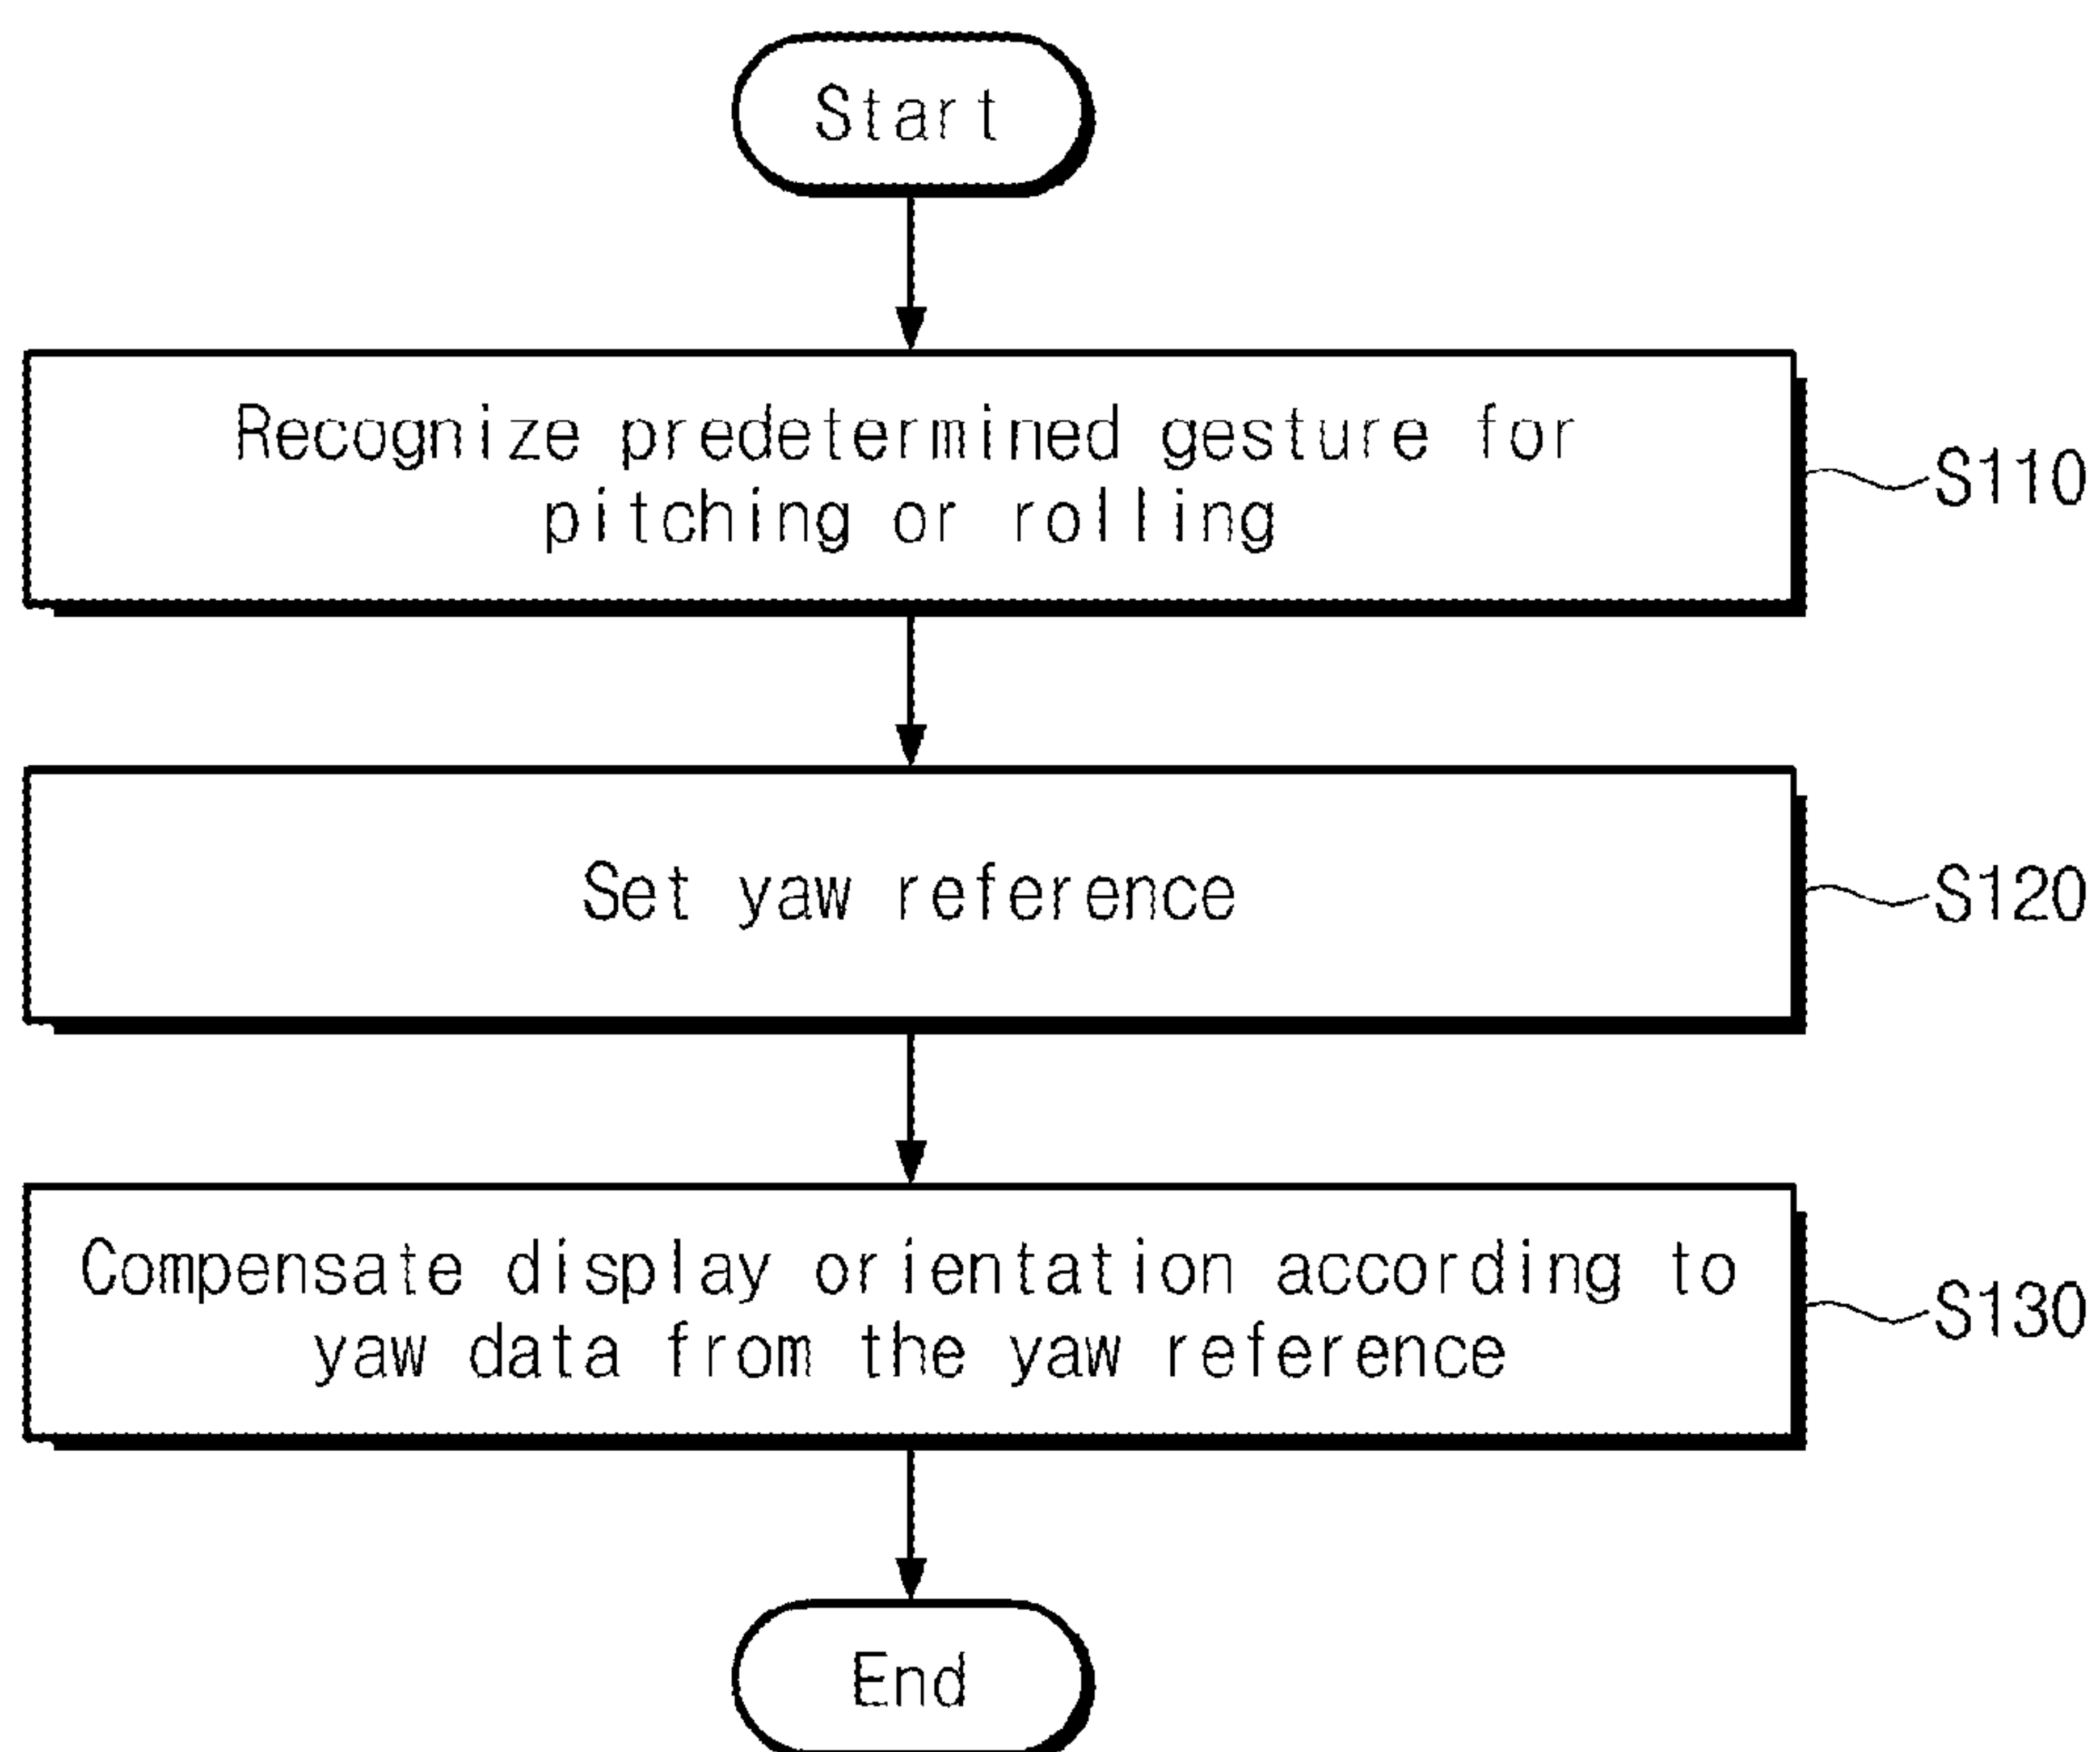 Start
Recognize predetermined gesture for
pitching or rolling
S110
Set yaw reference
S120
Compensate display orientation according to
yaw data from the yaw reference
S130
End